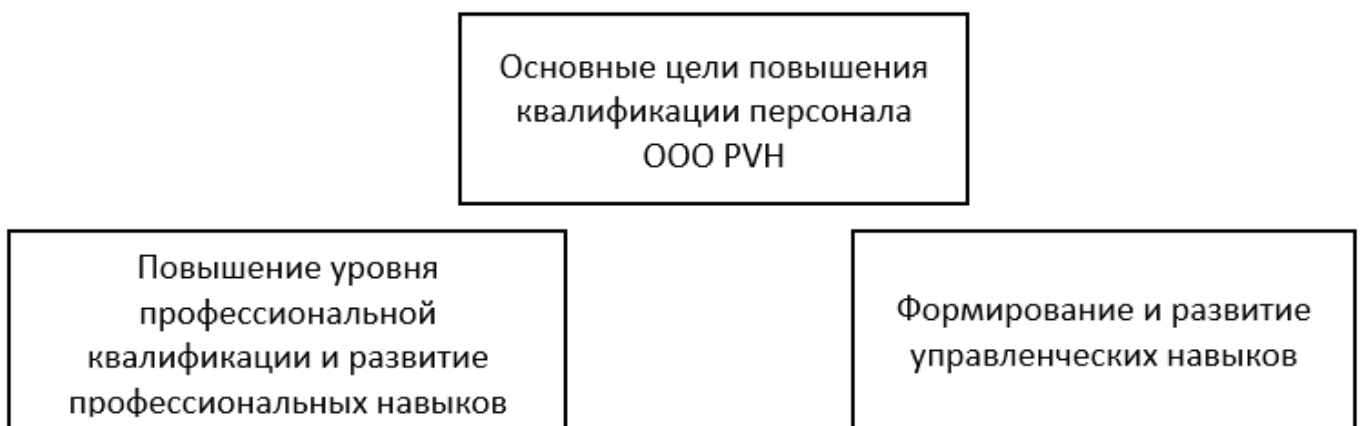 Основные цели повышения
квалификации персонала
ООО PVH
Повышение уровня
профессиональной
квалификации и развитие
профессиональных навыков
Формирование и развитие
управленческих навыков